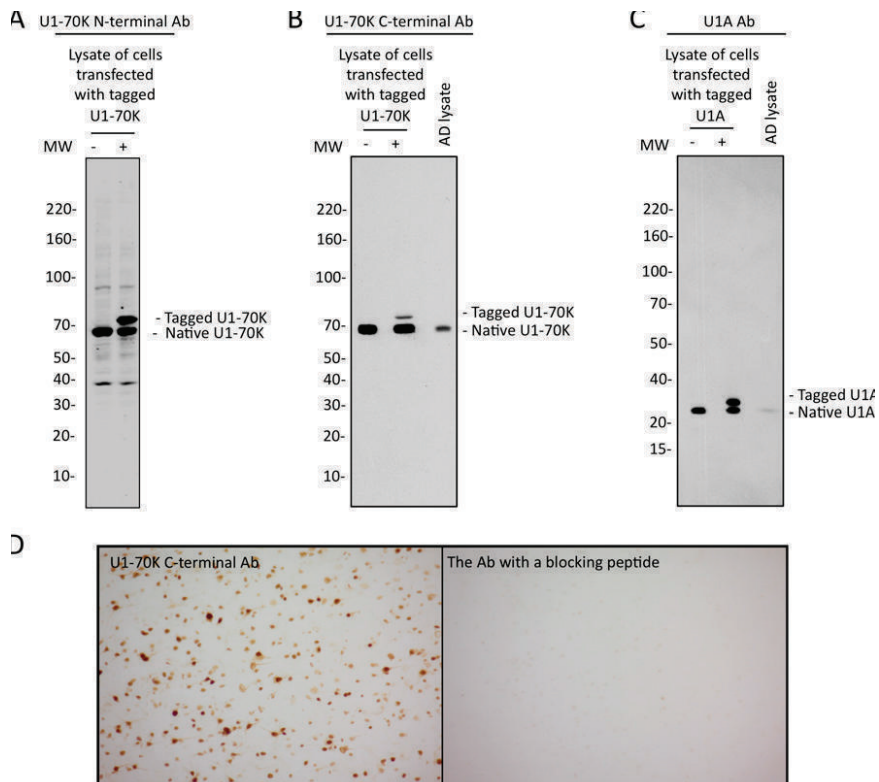 A
U1-70K N-terminal Ab
Lysate of cells
transfected
with tagged
U1-70K
MW
-
+
220-
160-
100-
70-
50-
40-
30-
20-
10-
- Tagged U1-70K
- Native U1-70K
B
U1-70K C-terminal Ab
Lysate of cells
transfected
with tagged
U1-70K
AD lysate
MW
-
+
220-
160-
100-
70-
50-
40-
30-
20-
10-
- Tagged U1-70K
- Native U1-70K
C
U1A Ab
Lysate of cells
transfected
with tagged
U1A
AD lysate
MW
-
+
220-
160-
100-
70-
40-
20-
15-
- Tagged U1A
- Native U1A
D
U1-70K C-terminal Ab
The Ab with a blocking peptide